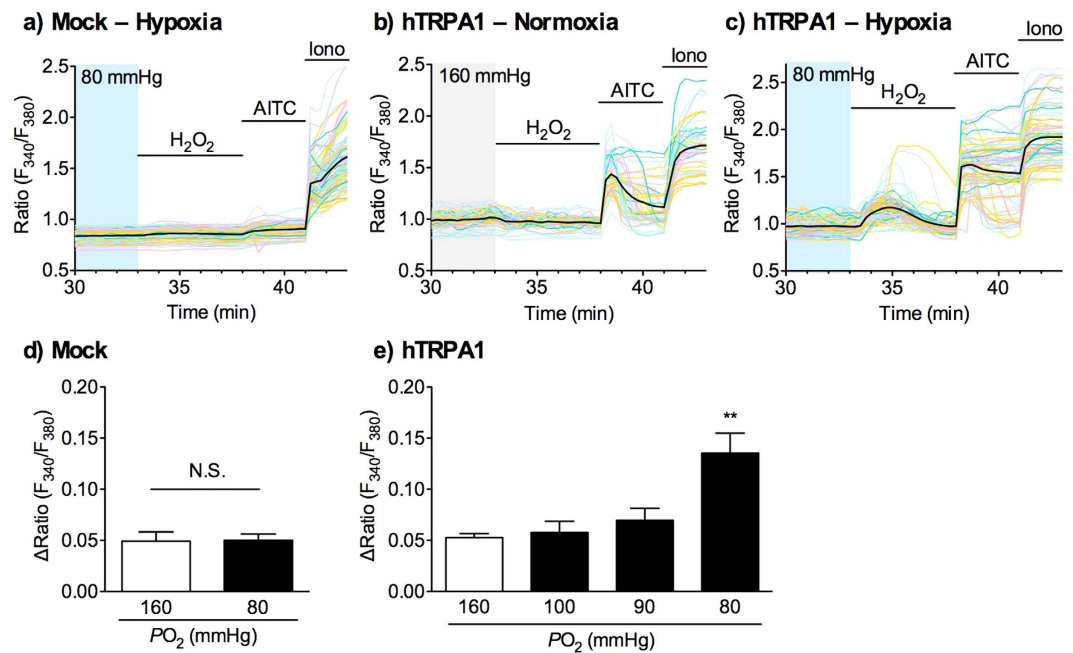 a) Mock – Hypoxia
b) hTRPA1 – Normoxia
c) hTRPA1 – Hypoxia
Ratio (F340/F380)
2.5
2.0
1.5
1.0
0.5
80 mmHg
H2O2
AITC
Iono
30
35
40
Time (min)
Ratio (F340/F380)
2.5
2.0
1.5
1.0
0.5
160 mmHg
H2O2
AITC
Iono
30
35
40
Time (min)
Ratio (F340/F380)
2.5
2.0
1.5
1.0
0.5
80 mmHg
H2O2
AITC
Iono
30
35
40
Time (min)
d) Mock
e) hTRPA1
ΔRatio (F340/F380)
0.20
0.15
0.10
0.05
0.00
N.S.
160
80
PO2 (mmHg)
ΔRatio (F340/F380)
0.20
0.15
0.10
0.05
0.00
**
160
100
90
80
PO2 (mmHg)